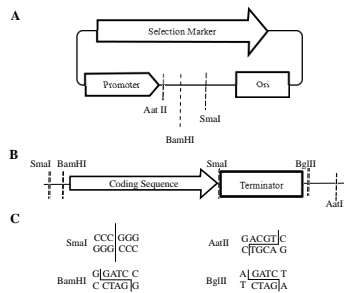 A
Selection Marker
Promoter
Ori
Aat II
SmaI
BamHI
B
SmaI BamHI SmaI BglII
Coding Sequence Terminator
AatII
C
SmaI CCC GGG
GGG CCC
AatII GACGT C
C TGCA G
BamHI G GATC C
C CTAG G
BglII A GATC T
T CTAG A